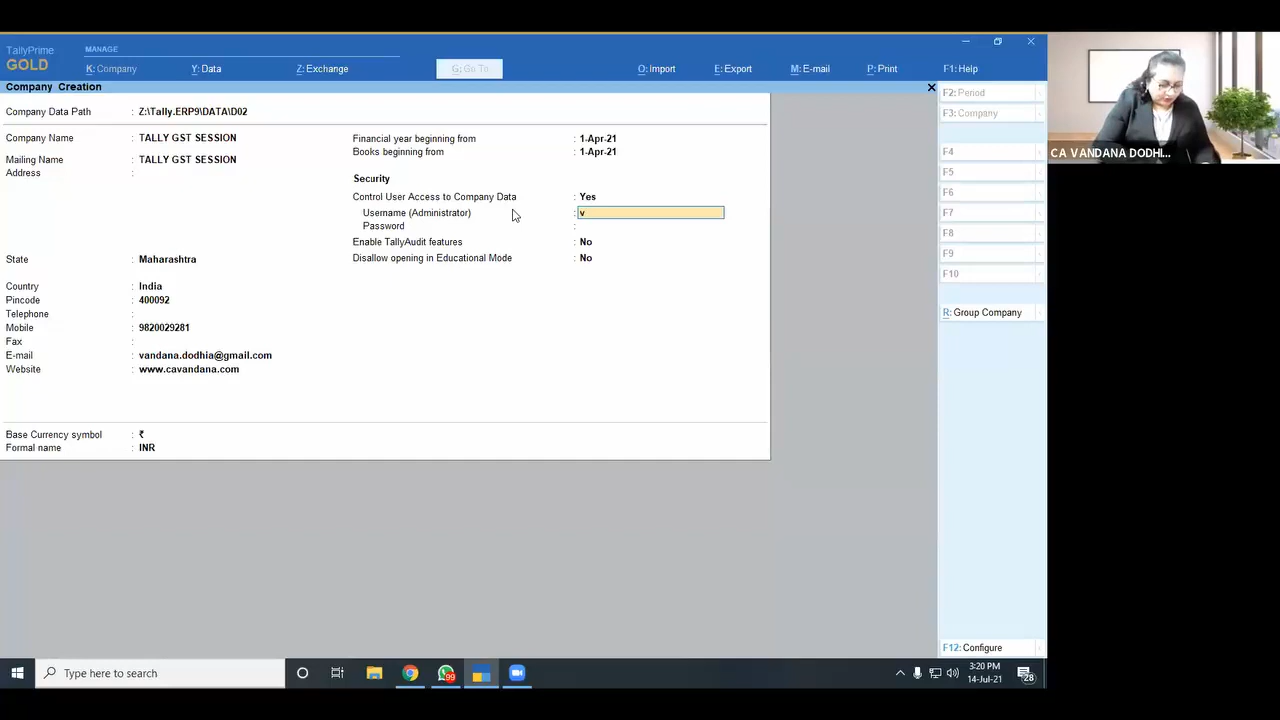 TallyPrime
GOLD
MANAGE
K: Company
Y: Data
Z: Exchange
G: Go To
O: Import
E: Export
M: E-mail
P: Print
F1: Help
Company Creation
Company Data Path : Z:\Tally.ERP9\DATA\D02
Company Name : TALLY GST SESSION
Mailing Name : TALLY GST SESSION
Address :
State : Maharashtra
Country : India
Pincode : 400092
Telephone :
Mobile : 9820029281
Fax :
E-mail : vandana.dodhia@gmail.com
Website : www.cavandana.com
Base Currency symbol : ₹
Formal name : INR
Financial year beginning from : 1-Apr-21
Books beginning from : 1-Apr-21
Security
Control User Access to Company Data : Yes
Username (Administrator) : v
Password :
Enable TallyAudit features : No
Disallow opening in Educational Mode : No
F2: Period
F3: Company
F4
F5
F6
F7
F8
F9
F10
R: Group Company
F12: Configure
CA VANDANA DODHI...
Type here to search
99
3:20 PM
14-Jul-21
28